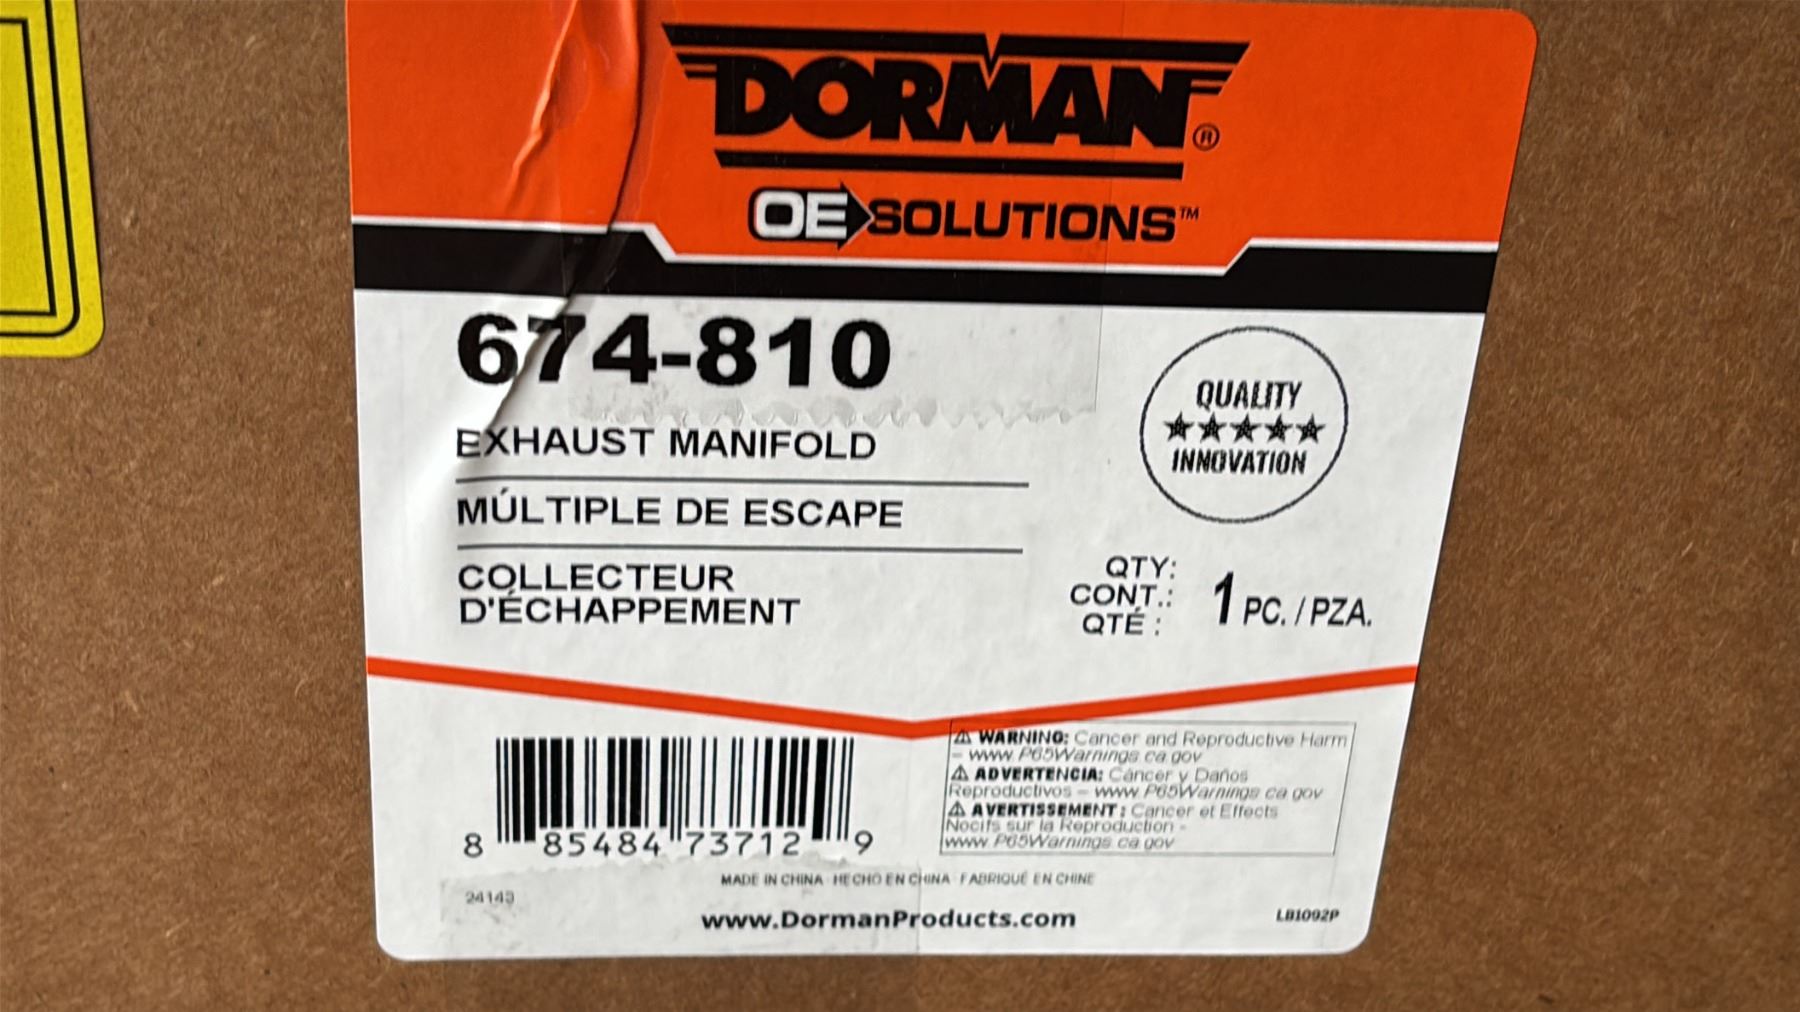 DORMAN®
OE SOLUTIONS™
674-810
EXHAUST MANIFOLD
MÚLTIPLE DE ESCAPE
COLLECTEUR
D'ÉCHAPPEMENT
QUALITY
★★★★★
INNOVATION
QTY:
CONT.:
QTÉ :
1 PC. / PZA.
⚠ WARNING: Cancer and Reproductive Harm
– www.P65Warnings.ca.gov
⚠ ADVERTENCIA: Cáncer y Daños
Reproductivos – www.P65Warnings.ca.gov
⚠ AVERTISSEMENT : Cancer et Effects
Nocifs sur la Reproduction -
www.P65Warnings.ca.gov
8 85484 73712 9
MADE IN CHINA HECHO EN CHINA FABRIQUÉ EN CHINE
24143
www.DormanProducts.com
LB1092P